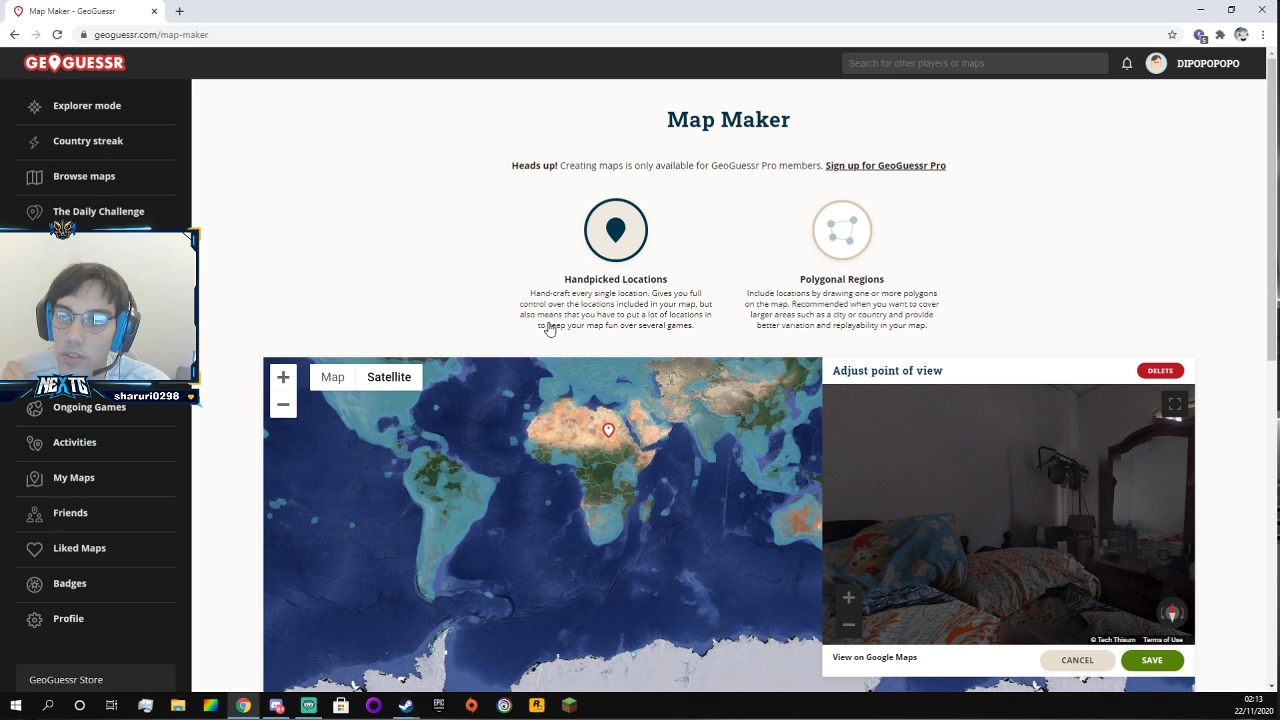 Map Maker - GeoGuessr
geoguessr.com/map-maker
GEOGUESSR
Search for other players or maps
DIPOPOPOPO
Explorer mode
Country streak
Browse maps
The Daily Challenge
NEXTG
sharuri0298
Ongoing Games
Activities
My Maps
Friends
Liked Maps
Badges
Profile
GeoGuessr Store
Map Maker
Heads up! Creating maps is only available for GeoGuessr Pro members. Sign up for GeoGuessr Pro
Handpicked Locations
Hand-craft every single location. Gives you full
control over the locations included in your map, but
also means that you have to put a lot of locations in
to keep your map fun over several games.
Polygonal Regions
Include locations by drawing one or more polygons
on the map. Recommended when you want to cover
larger areas such as a city or country and provide
better variation and replayability in your map.
Map
Satellite
Adjust point of view
DELETE
© Tech Thisum
Terms of Use
View on Google Maps
CANCEL
SAVE
02:13
22/11/2020